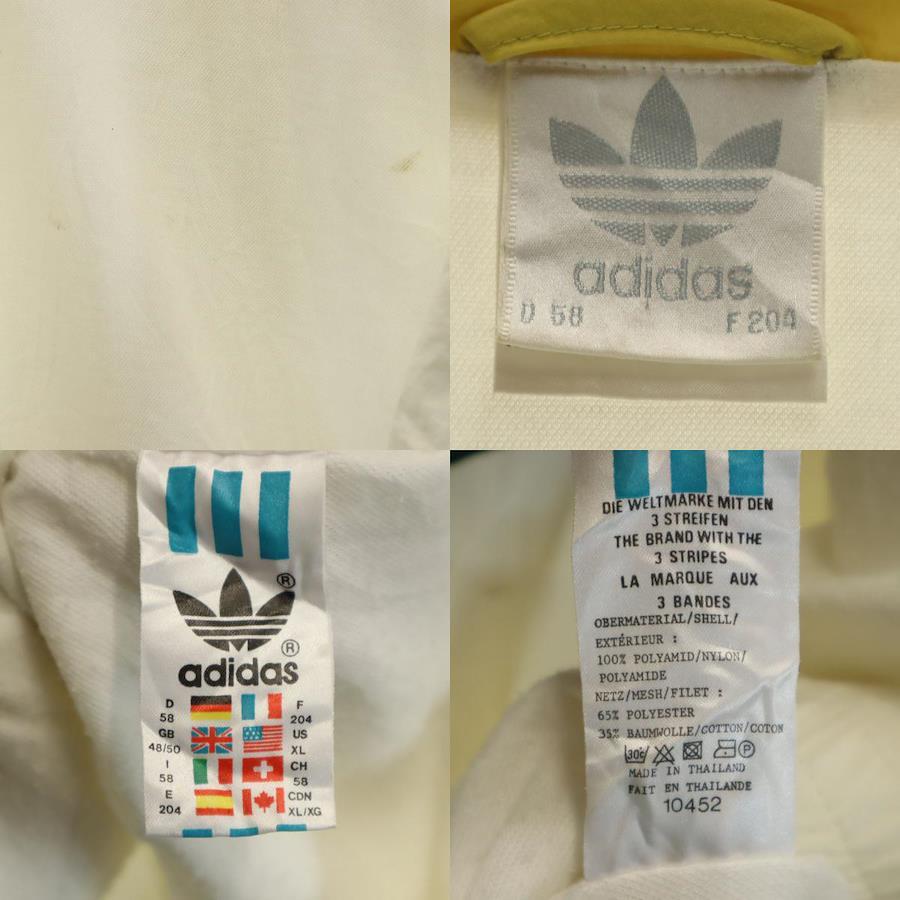 adidas
D 58 F 204
®
®
adidas
D F
58 204
GB US
48/50 XL
I CH
58 58
E CDN
204 XL/XG
DIE WELTMARKE MIT DEN
3 STREIFEN
THE BRAND WITH THE
3 STRIPES
LA MARQUE AUX
3 BANDES
OBERMATERIAL/SHELL/
EXTÉRIEUR :
100% POLYAMID/NYLON/
POLYAMIDE
NETZ/MESH/FILET :
65% POLYESTER
35% BAUMWOLLE/COTTON/COTON
30c P
MADE IN THAILAND
FAIT EN THAILANDE
10452